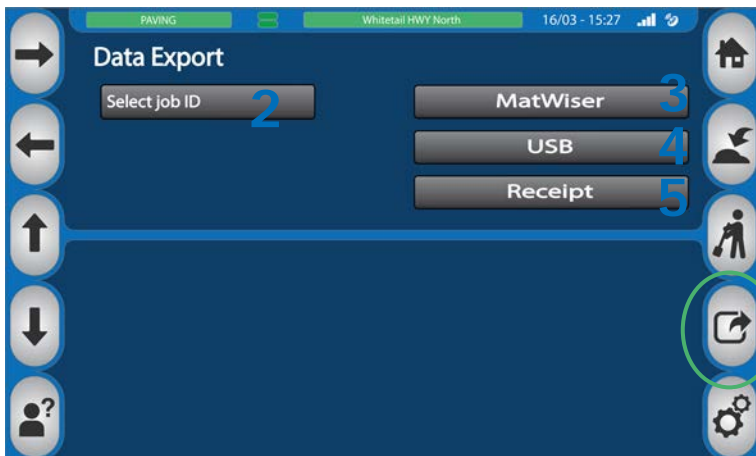 PAVING Whitetail HWY North 16/03 - 15:27
Data Export
Select job ID 2 MatWiser 3
USB 4
Receipt 5
?